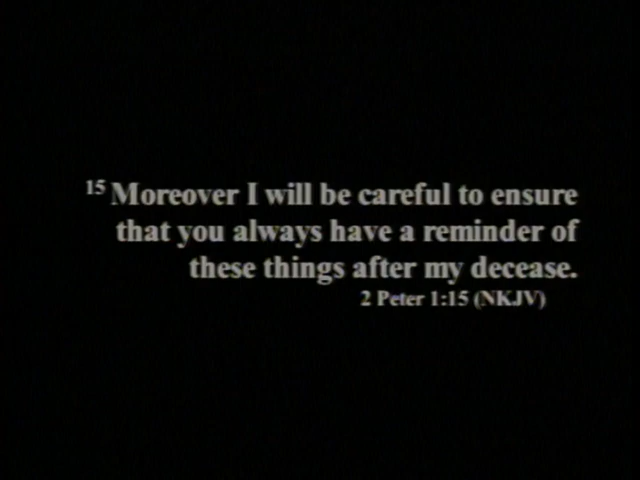 15 Moreover I will be careful to ensure
that you always have a reminder of
these things after my decease.
2 Peter 1:15 (NKJV)